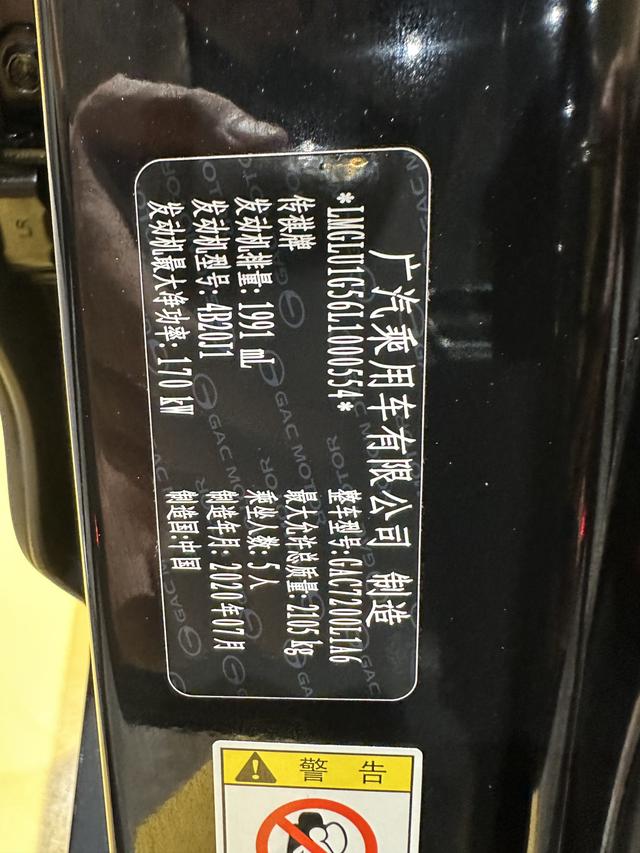 广汽乘用车有限公司 制造
*LMGLU1G56L1000554* 整车型号:GAC7200L1A6
传祺牌 最大允许总质量: 2105 kg
发动机排量: 1991 mL 乘坐人数: 5人
发动机型号: 4B20J1 制造年月: 2020年07月
发动机最大净功率: 170 kW 制造国:中国
GAC MOTOR
警告